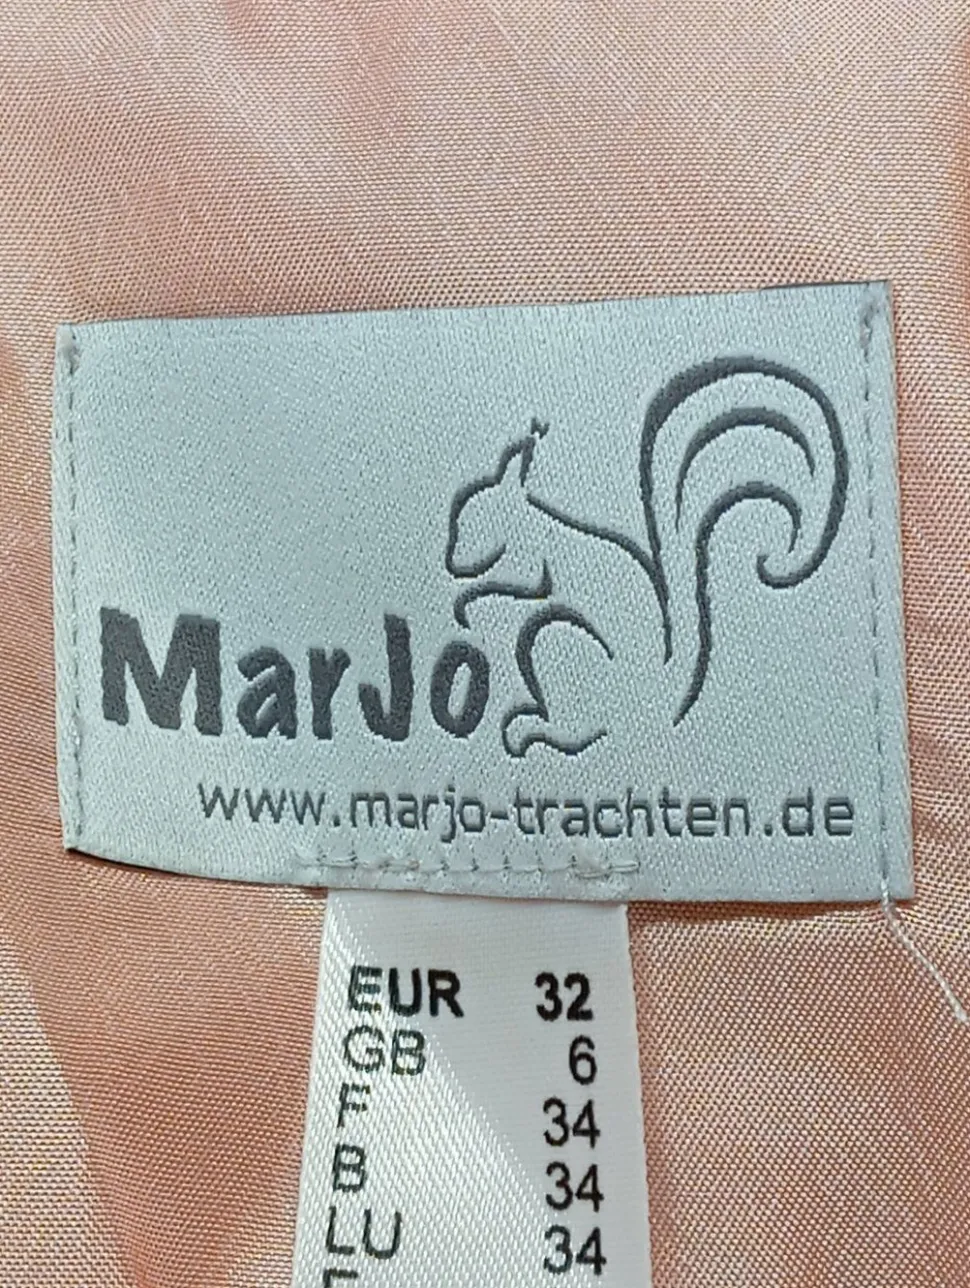 MarJo
www.marjo-trachten.de
EUR 32
GB 6
F 34
B 34
LU 34